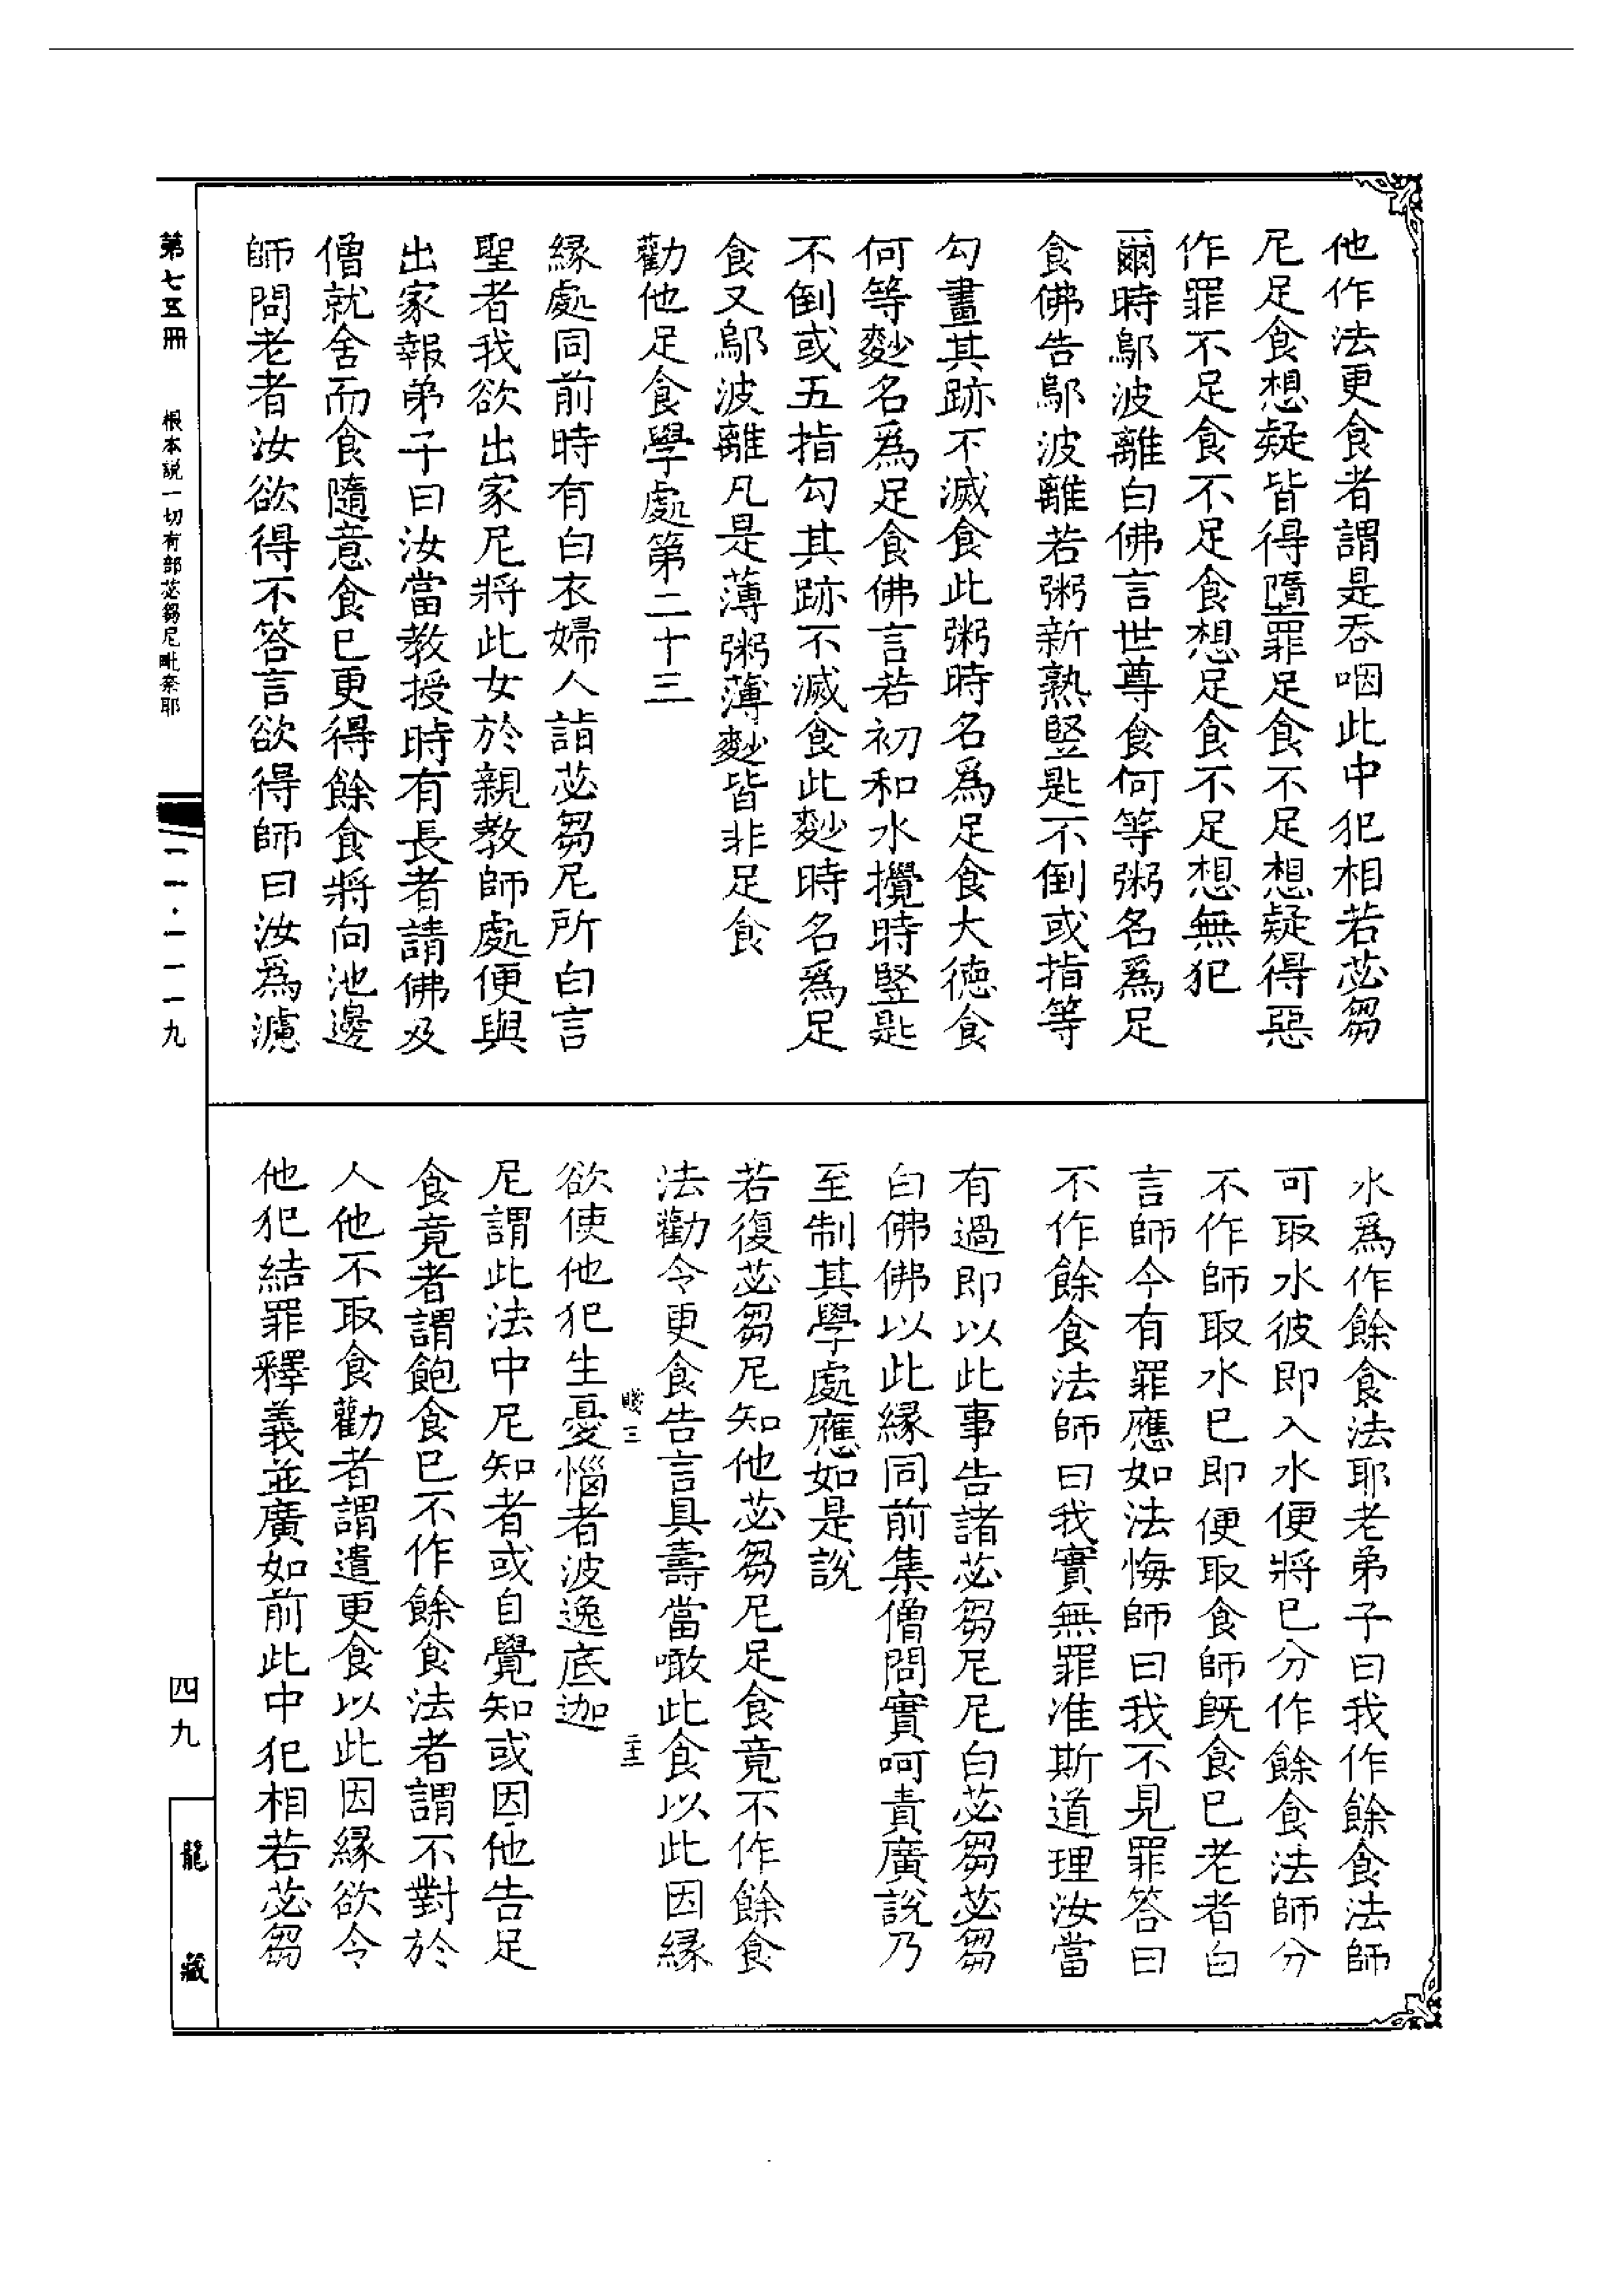 他作法更食者謂是吞咽此中犯相若苾芻
尼足食想疑皆得墮罪足食不足想疑得惡
作罪不足食不足食想足食不足想無犯
爾時鄔波離白佛言世尊食何等粥名爲足
食佛告鄔波離若粥新熟竪匙不倒或指等
勾畫其跡不滅食此粥時名爲足食大徳食
何等麨名爲足食佛言若初和水攪時竪匙
不倒或五指勾其跡不滅食此麨時名爲足
食又鄔波離凡是薄粥薄麨皆非足食
勸他足食學處第二十三
縁處同前時有白衣婦人詣苾芻尼所白言
聖者我欲出家尼將此女於親教師處便與
出家報弟子曰汝當教授時有長者請佛及
僧就舍而食隨意食已更得餘食將向池邊
師問老者汝欲得不答言欲得師曰汝爲濾
水爲作餘食法耶老弟子曰我作餘食法師
可取水彼即入水便將已分作餘食法師分
不作師取水已即便取食師既食已老者白
言師今有罪應如法悔師曰我不見罪答曰
不作餘食法師曰我實無罪准斯道理汝當
有過即以此事告諸苾芻尼尼白苾芻苾芻
白佛佛以此縁同前集僧問實呵責廣說乃
至制其學處應如是說
若復苾芻尼知他苾芻尼足食竟不作餘食
法勸令更食告言具壽當噉此食以此因縁
欲使他犯生憂惱者波逸底迦
尼謂此法中尼知者或自覺知或因他告足
食竟者謂飽食已不作餘食法者謂不對於
人他不取食勸者謂遣更食以此因縁欲令
他犯結罪釋義並廣如前此中犯相若苾芻
第七五冊 根本説一切有部苾芻尼毗奈耶
一一·一一一九
四九
龍藏